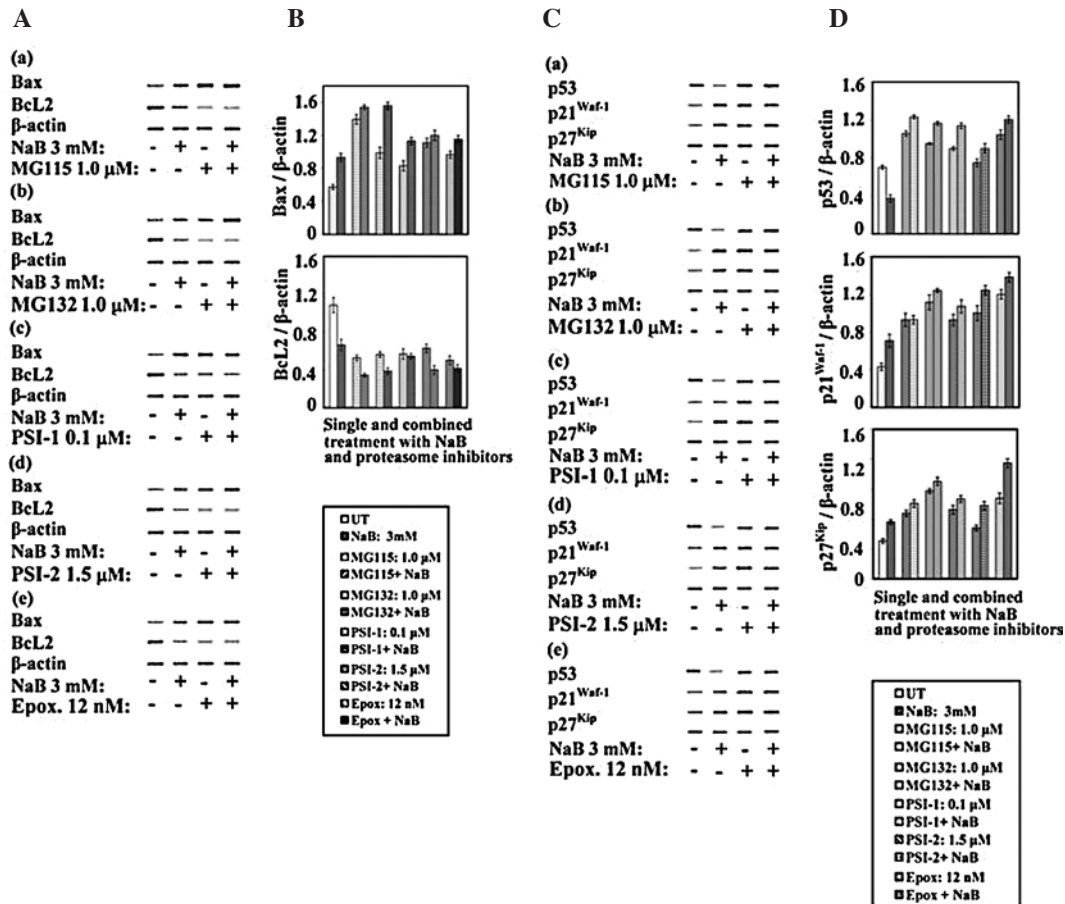 A
(a)
Bax
BcL2
β-actin
NaB 3 mM: - + - +
MG115 1.0 µM: - - + +
(b)
Bax
BcL2
β-actin
NaB 3 mM: - + - +
MG132 1.0 µM: - - + +
(c)
Bax
BcL2
β-actin
NaB 3 mM: - + - +
PSI-1 0.1 µM: - - + +
(d)
Bax
BcL2
β-actin
NaB 3 mM: - + - +
PSI-2 1.5 µM: - - + +
(e)
Bax
BcL2
β-actin
NaB 3 mM: - + - +
Epox. 12 nM: - - + +
B
Bax / β-actin
1.6
1.2
0.8
0.4
0
BcL2 / β-actin
1.6
1.2
0.8
0.4
0
Single and combined
treatment with NaB
and proteasome inhibitors
UT
NaB: 3mM
MG115: 1.0 µM
MG115+ NaB
MG132: 1.0 µM
MG132+ NaB
PSI-1: 0.1 µM
PSI-1+ NaB
PSI-2: 1.5 µM
PSI-2+ NaB
Epox: 12 nM
Epox + NaB
C
(a)
p53
p21Waf-1
p27Kip
NaB 3 mM: - + - +
MG115 1.0 µM: - - + +
(b)
p53
p21Waf-1
p27Kip
NaB 3 mM: - + - +
MG132 1.0 µM: - - + +
(c)
p53
p21Waf-1
p27Kip
NaB 3 mM: - + - +
PSI-1 0.1 µM: - - + +
(d)
p53
p21Waf-1
p27Kip
NaB 3 mM: - + - +
PSI-2 1.5 µM: - - + +
(e)
p53
p21Waf-1
p27Kip
NaB 3 mM: - + - +
Epox. 12 nM: - - + +
D
p53 / β-actin
1.6
1.2
0.8
0.4
0
p21Waf-1 / β-actin
1.6
1.2
0.8
0.4
0
p27Kip / β-actin
1.6
1.2
0.8
0.4
0
Single and combined
treatment with NaB
and proteasome inhibitors
UT
NaB: 3mM
MG115: 1.0 µM
MG115+ NaB
MG132: 1.0 µM
MG132+ NaB
PSI-1: 0.1 µM
PSI-1+ NaB
PSI-2: 1.5 µM
PSI-2+ NaB
Epox: 12 nM
Epox + NaB